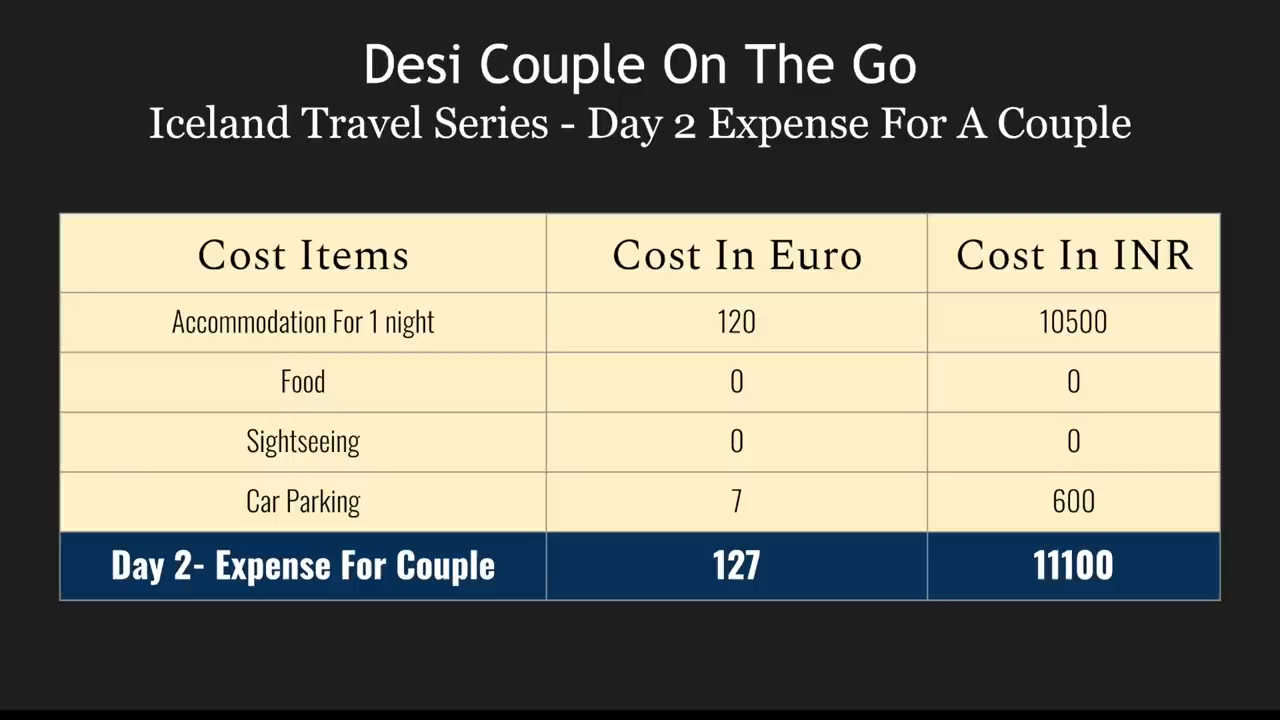 Desi Couple On The Go
Iceland Travel Series - Day 2 Expense For A Couple
Cost Items Cost In Euro Cost In INR
Accommodation For 1 night 120 10500
Food 0 0
Sightseeing 0 0
Car Parking 7 600
Day 2- Expense For Couple 127 11100